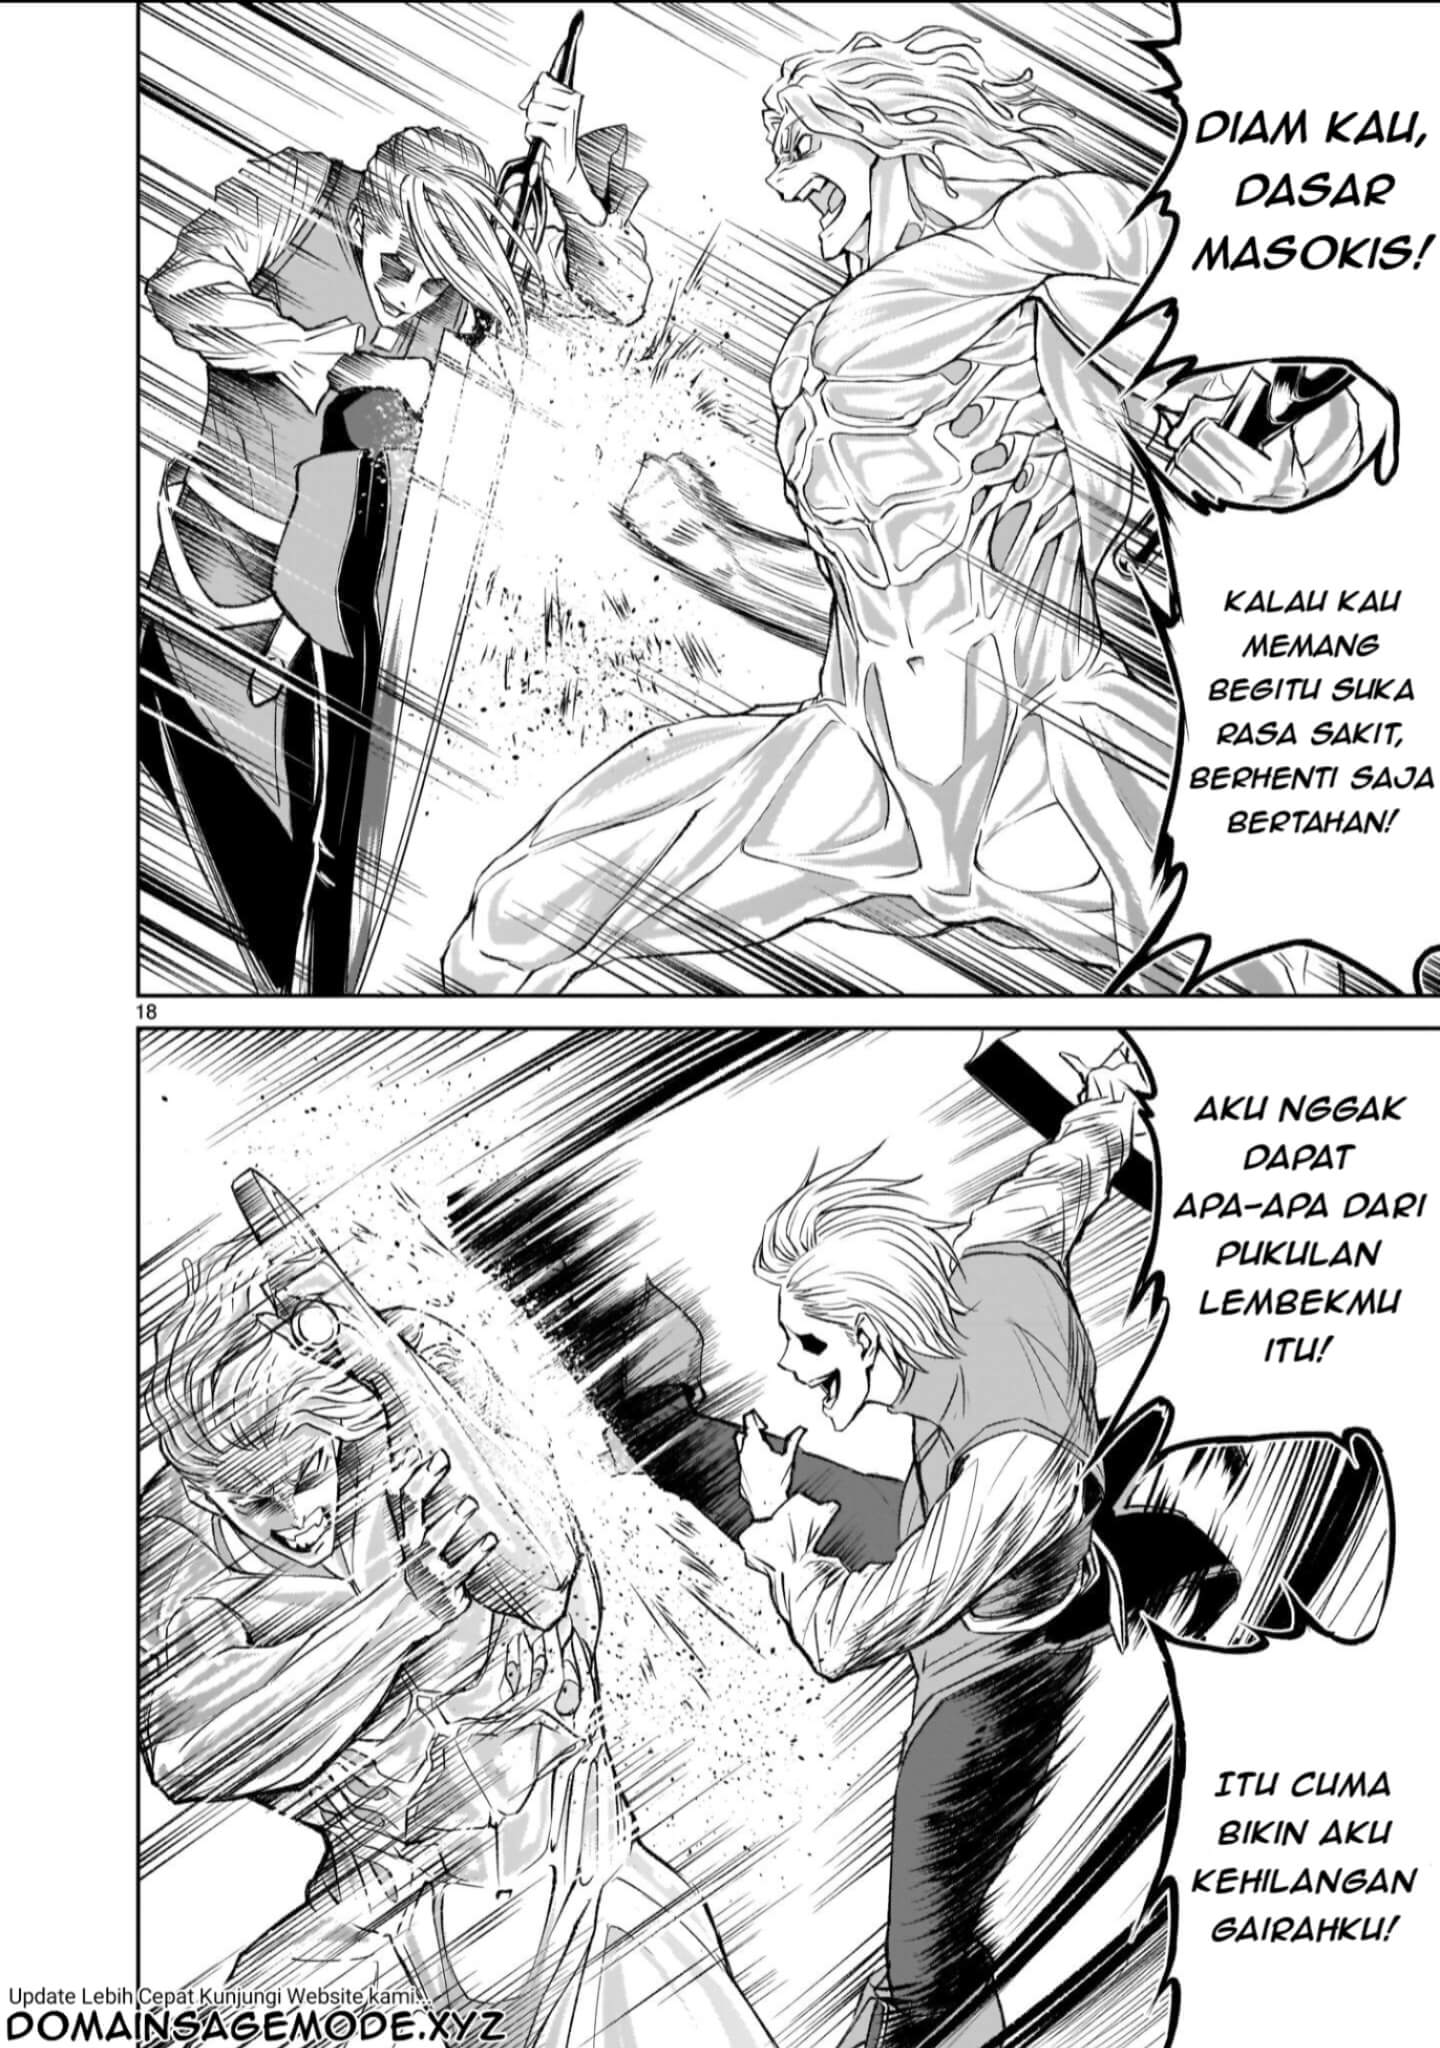 DIAM KAU,
DASAR
MASOKIS!
KALAU KAU
MEMANG
BEGITU SUKA
RASA SAKIT,
BERHENTI SAJA
BERTAHAN!
18
AKU NGGAK
DAPAT
APA-APA DARI
PUKULAN
LEMBEKMU
ITU!
ITU CUMA
BIKIN AKU
KEHILANGAN
GAIRAHKU!
Update Lebih Cepat Kunjungi Website kami...
DOMAINSAGEMODE.XYZ